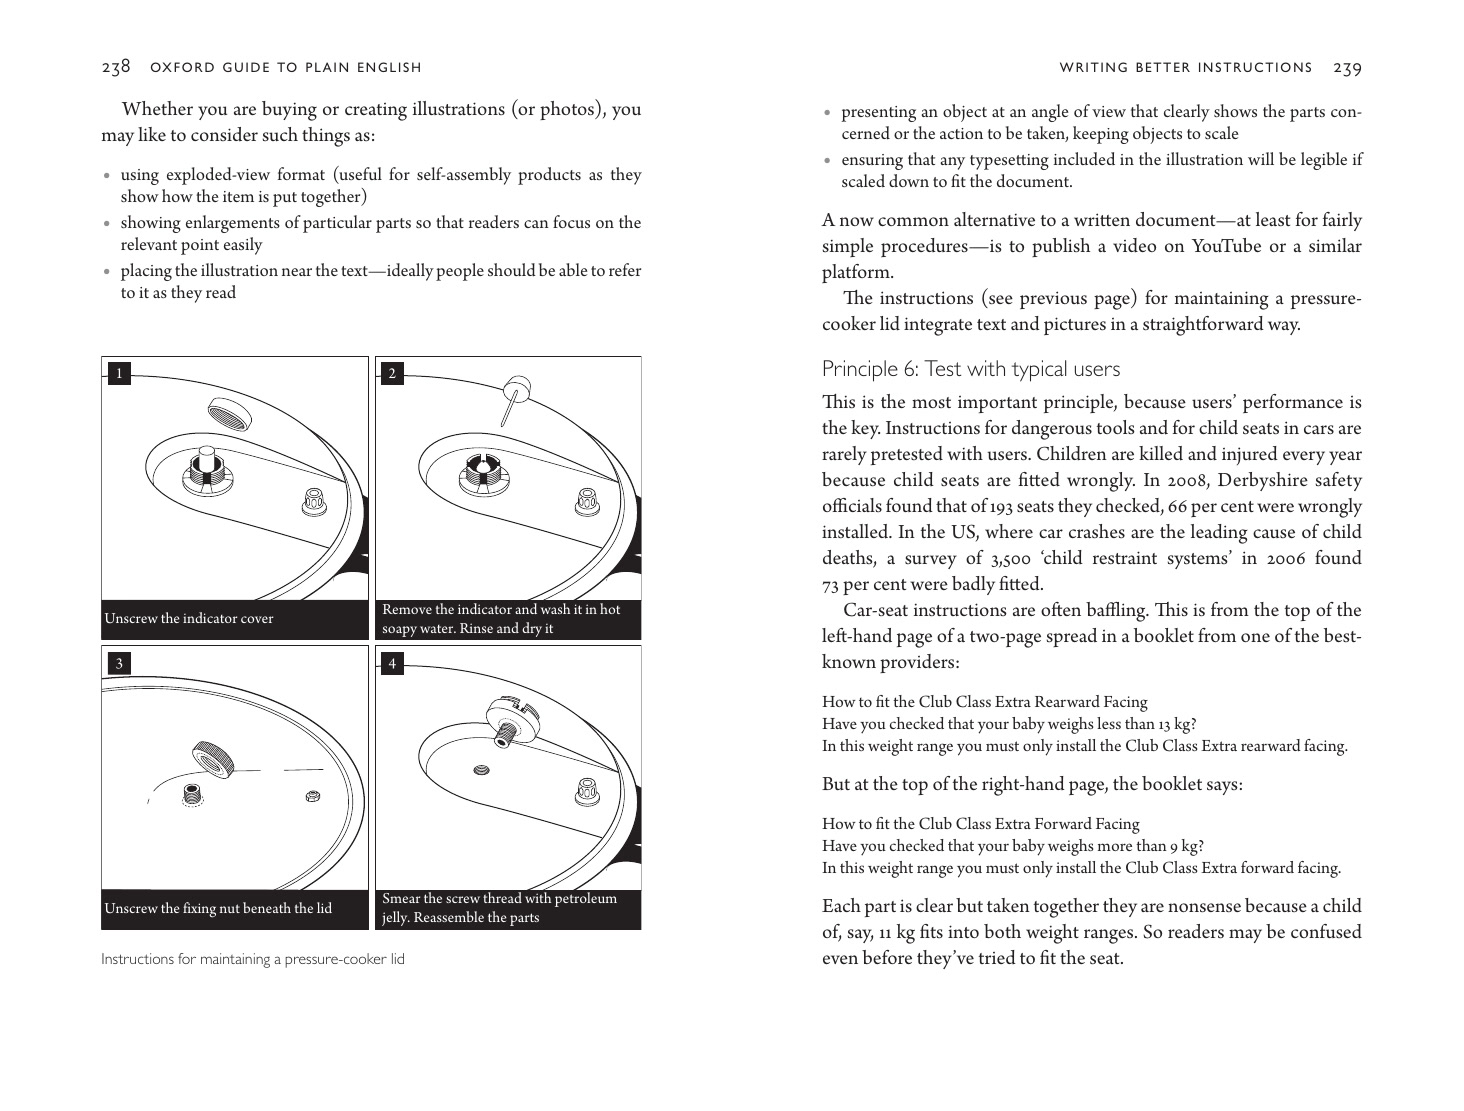 238 OXFORD GUIDE TO PLAIN ENGLISH
Whether you are buying or creating illustrations (or photos), you
may like to consider such things as:
• using exploded-view format (useful for self-assembly products as they
show how the item is put together)
• showing enlargements of particular parts so that readers can focus on the
relevant point easily
• placing the illustration near the text—ideally people should be able to refer
to it as they read
1
Unscrew the indicator cover
2
Remove the indicator and wash it in hot
soapy water. Rinse and dry it
3
Unscrew the fixing nut beneath the lid
4
Smear the screw thread with petroleum
jelly. Reassemble the parts
Instructions for maintaining a pressure-cooker lid
WRITING BETTER INSTRUCTIONS 239
• presenting an object at an angle of view that clearly shows the parts con-
cerned or the action to be taken, keeping objects to scale
• ensuring that any typesetting included in the illustration will be legible if
scaled down to fit the document.
A now common alternative to a written document—at least for fairly
simple procedures—is to publish a video on YouTube or a similar
platform.
The instructions (see previous page) for maintaining a pressure-
cooker lid integrate text and pictures in a straightforward way.
Principle 6: Test with typical users
This is the most important principle, because users’ performance is
the key. Instructions for dangerous tools and for child seats in cars are
rarely pretested with users. Children are killed and injured every year
because child seats are fitted wrongly. In 2008, Derbyshire safety
officials found that of 193 seats they checked, 66 per cent were wrongly
installed. In the US, where car crashes are the leading cause of child
deaths, a survey of 3,500 ‘child restraint systems’ in 2006 found
73 per cent were badly fitted.
Car-seat instructions are often baffling. This is from the top of the
left-hand page of a two-page spread in a booklet from one of the best-
known providers:
How to fit the Club Class Extra Rearward Facing
Have you checked that your baby weighs less than 13 kg?
In this weight range you must only install the Club Class Extra rearward facing.
But at the top of the right-hand page, the booklet says:
How to fit the Club Class Extra Forward Facing
Have you checked that your baby weighs more than 9 kg?
In this weight range you must only install the Club Class Extra forward facing.
Each part is clear but taken together they are nonsense because a child
of, say, 11 kg fits into both weight ranges. So readers may be confused
even before they’ve tried to fit the seat.